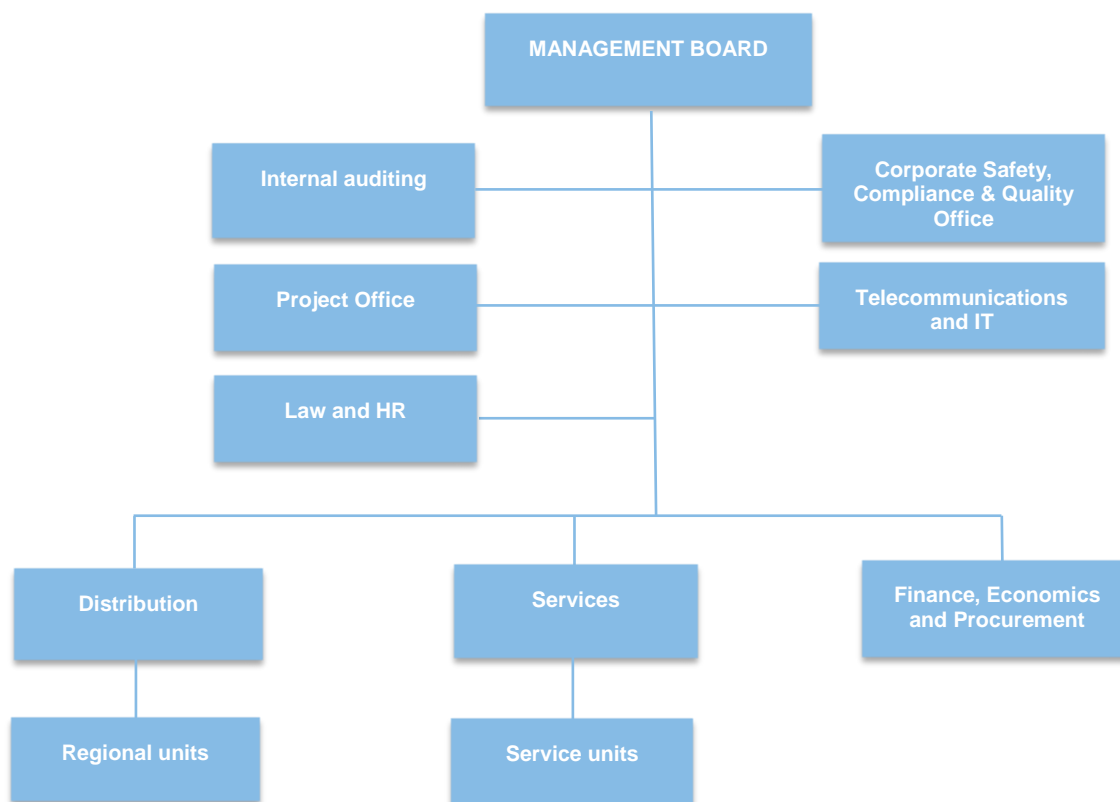 MANAGEMENT BOARD
Internal auditing
Corporate Safety,
Compliance & Quality
Office
Project Office
Telecommunications
and IT
Law and HR
Distribution
Services
Finance, Economics
and Procurement
Regional units
Service units